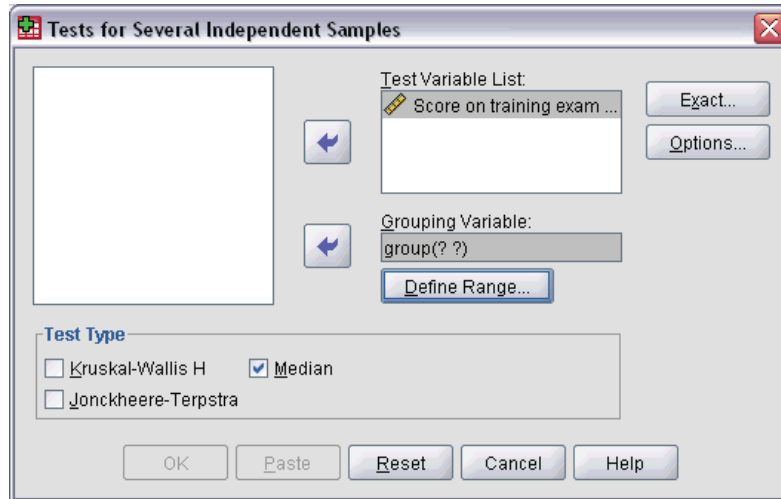 Tests for Several Independent Samples
Test Variable List:
Score on training exam ...
Exact...
Options...
Grouping Variable:
group(? ?)
Define Range...
Test Type
Kruskal-Wallis H
Median
Jonckheere-Terpstra
OK
Paste
Reset
Cancel
Help